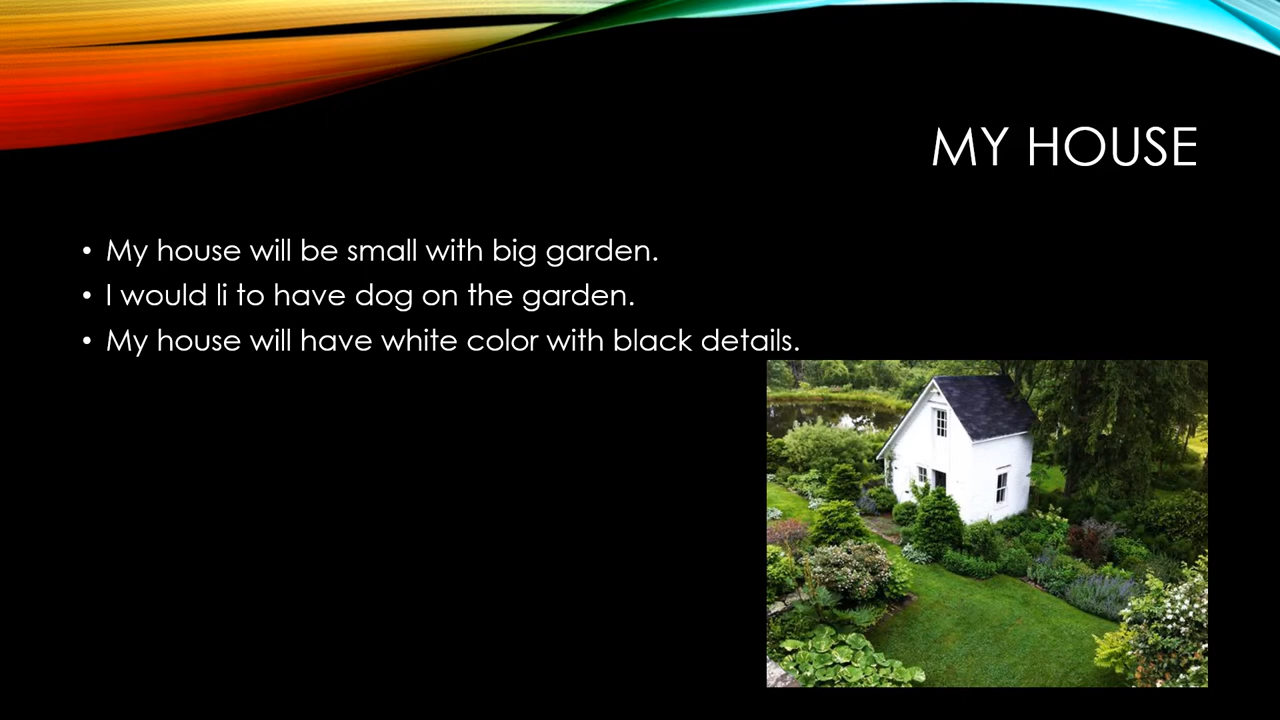 MY HOUSE
• My house will be small with big garden.
• I would li to have dog on the garden.
• My house will have white color with black details.